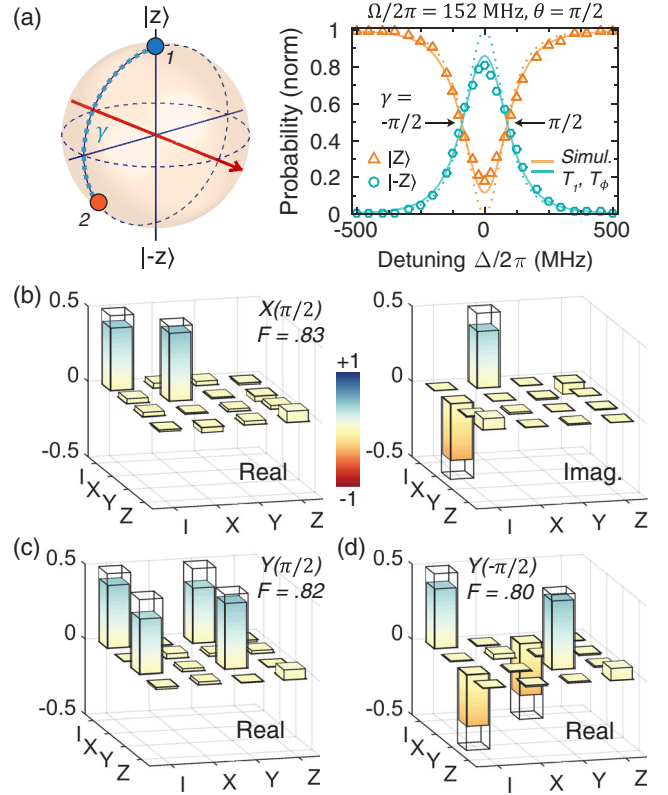 (a)
|z⟩
1
γ
2
|-z⟩
Ω/2π = 152 MHz, θ = π/2
Probability (norm)
1
0.8
0.6
0.4
0.2
0
γ =
-π/2
π/2
|Z⟩
|-Z⟩
Simul.
T1, Tϕ
-500
0
500
Detuning Δ/2π (MHz)
(b)
0.5
0
-0.5
X(π/2)
F = .83
Real
I
X
Y
Z
I
X
Y
Z
+1
-1
0.5
0
-0.5
Imag.
I
X
Y
Z
I
X
Y
Z
(c)
0.5
0
-0.5
Y(π/2)
F = .82
Real
I
X
Y
Z
I
X
Y
Z
(d)
0.5
0
-0.5
Y(-π/2)
F = .80
Real
I
X
Y
Z
I
X
Y
Z